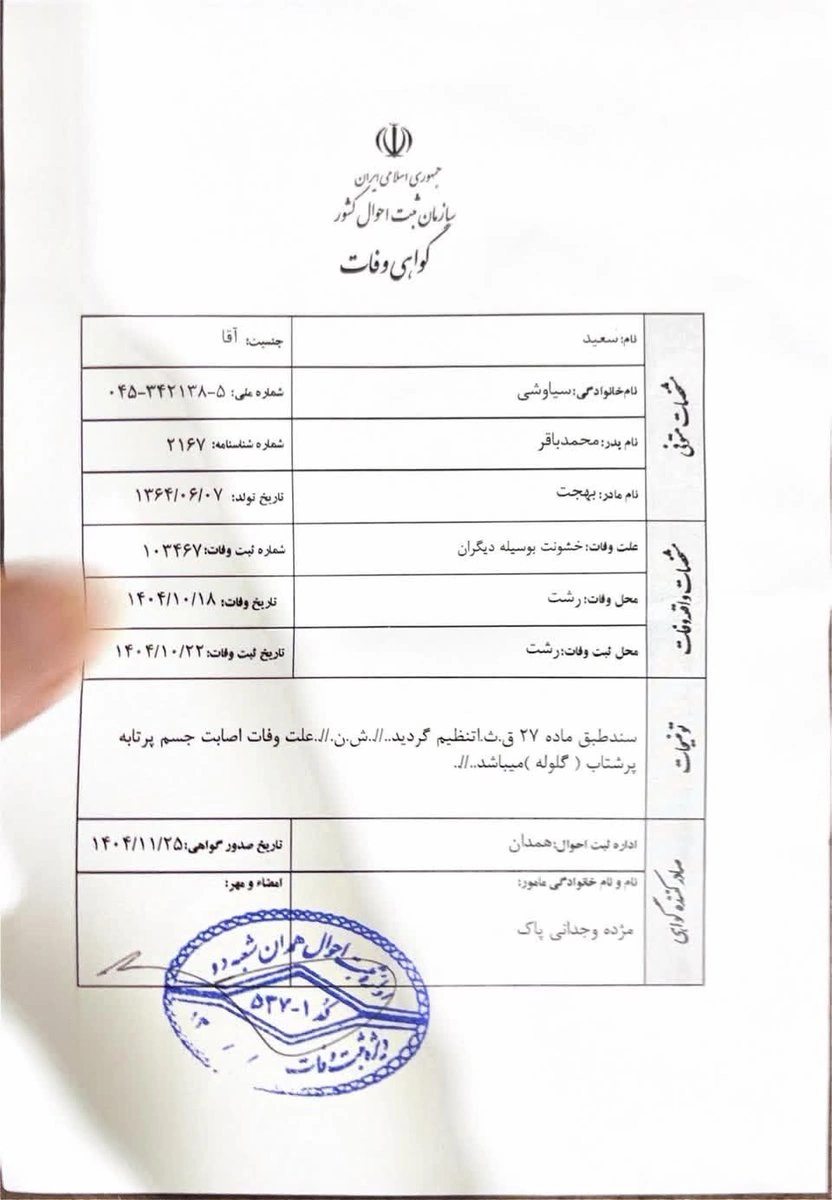 جمهوری اسلامی ایران
سازمان ثبت احوال کشور
گواهی وفات
مشخصات متوفی
نام: سعید
جنسیت: آقا
نام خانوادگی: سیاوشی
شماره ملی: ۵-۳۴۲۱۳۸-۰۴۵
نام پدر: محمدباقر
شماره شناسنامه: ۲۱۶۷
نام مادر: بهجت
تاریخ تولد: ۱۳۶۴/۰۶/۰۷
مشخصات واقعه وفات
علت وفات: خشونت بوسیله دیگران
شماره ثبت وفات: ۱۰۳۴۶۷
محل وفات: رشت
تاریخ وفات: ۱۴۰۴/۱۰/۱۸
محل ثبت وفات: رشت
تاریخ ثبت وفات: ۱۴۰۴/۱۰/۲۲
توضیحات
سندطبق ماده ۲۷ ق.ث.اتنظیم گردید..//..ش.ن.//..علت وفات اصابت جسم پرتابه
پرشتاب ( گلوله )میباشد..//..
صادرکننده گواهی
اداره ثبت احوال: همدان
تاریخ صدور گواهی: ۱۴۰۴/۱۱/۲۵
نام و نام خانوادگی مامور:
امضاء و مهر:
مژده وجدانی پاک
اداره ثبت احوال همدان شعبه دو
کد ۱-۵۳۷
ویژه ثبت وفات